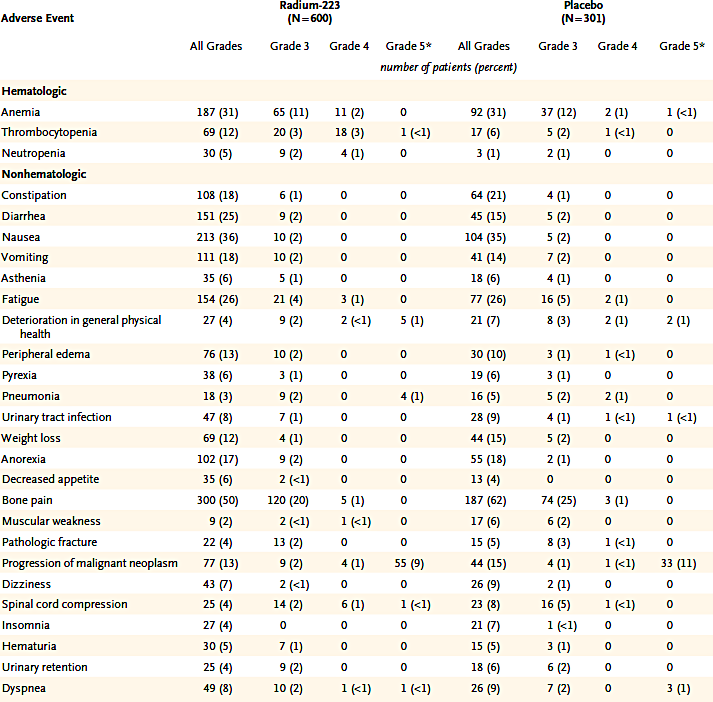 Radium-223 Placebo
Adverse Event (N=600) (N=301)
All Grades Grade 3 Grade 4 Grade 5* All Grades Grade 3 Grade 4 Grade 5*
number of patients (percent)
Hematologic
Anemia 187 (31) 65 (11) 11 (2) 0 92 (31) 37 (12) 2 (1) 1 (<1)
Thrombocytopenia 69 (12) 20 (3) 18 (3) 1 (<1) 17 (6) 5 (2) 1 (<1) 0
Neutropenia 30 (5) 9 (2) 4 (1) 0 3 (1) 2 (1) 0 0
Nonhematologic
Constipation 108 (18) 6 (1) 0 0 64 (21) 4 (1) 0 0
Diarrhea 151 (25) 9 (2) 0 0 45 (15) 5 (2) 0 0
Nausea 213 (36) 10 (2) 0 0 104 (35) 5 (2) 0 0
Vomiting 111 (18) 10 (2) 0 0 41 (14) 7 (2) 0 0
Asthenia 35 (6) 5 (1) 0 0 18 (6) 4 (1) 0 0
Fatigue 154 (26) 21 (4) 3 (1) 0 77 (26) 16 (5) 2 (1) 0
Deterioration in general physical 27 (4) 9 (2) 2 (<1) 5 (1) 21 (7) 8 (3) 2 (1) 2 (1)
health
Peripheral edema 76 (13) 10 (2) 0 0 30 (10) 3 (1) 1 (<1) 0
Pyrexia 38 (6) 3 (1) 0 0 19 (6) 3 (1) 0 0
Pneumonia 18 (3) 9 (2) 0 4 (1) 16 (5) 5 (2) 2 (1) 0
Urinary tract infection 47 (8) 7 (1) 0 0 28 (9) 4 (1) 1 (<1) 1 (<1)
Weight loss 69 (12) 4 (1) 0 0 44 (15) 5 (2) 0 0
Anorexia 102 (17) 9 (2) 0 0 55 (18) 2 (1) 0 0
Decreased appetite 35 (6) 2 (<1) 0 0 13 (4) 0 0 0
Bone pain 300 (50) 120 (20) 5 (1) 0 187 (62) 74 (25) 3 (1) 0
Muscular weakness 9 (2) 2 (<1) 1 (<1) 0 17 (6) 6 (2) 0 0
Pathologic fracture 22 (4) 13 (2) 0 0 15 (5) 8 (3) 1 (<1) 0
Progression of malignant neoplasm 77 (13) 9 (2) 4 (1) 55 (9) 44 (15) 4 (1) 1 (<1) 33 (11)
Dizziness 43 (7) 2 (<1) 0 0 26 (9) 2 (1) 0 0
Spinal cord compression 25 (4) 14 (2) 6 (1) 1 (<1) 23 (8) 16 (5) 1 (<1) 0
Insomnia 27 (4) 0 0 0 21 (7) 1 (<1) 0 0
Hematuria 30 (5) 7 (1) 0 0 15 (5) 3 (1) 0 0
Urinary retention 25 (4) 9 (2) 0 0 18 (6) 6 (2) 0 0
Dyspnea 49 (8) 10 (2) 1 (<1) 1 (<1) 26 (9) 7 (2) 0 3 (1)